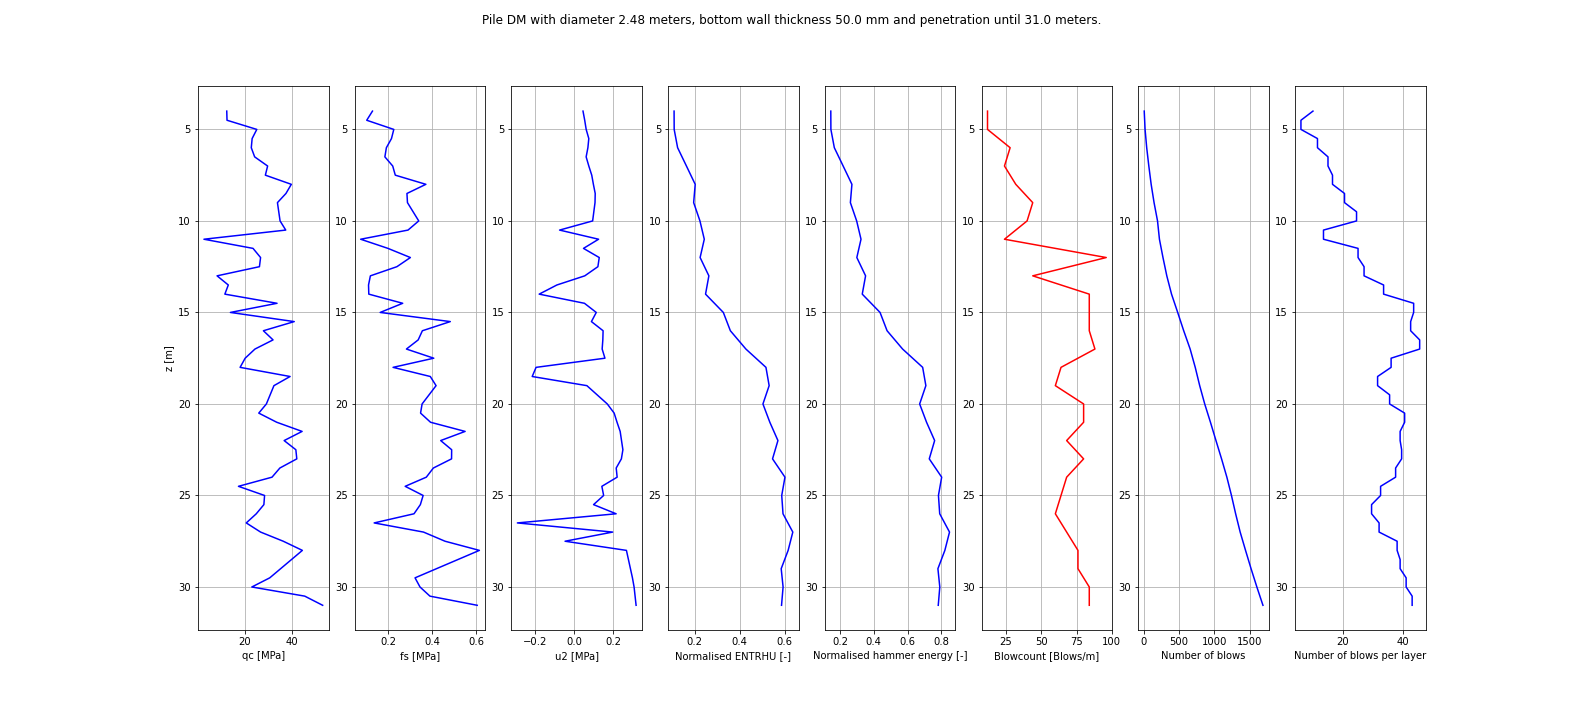 Pile DM with diameter 2.48 meters, bottom wall thickness 50.0 mm and penetration until 31.0 meters.
z [m]
5 5 5 5 5 5 5 5
10 10 10 10 10 10 10 10
15 15 15 15 15 15 15 15
20 20 20 20 20 20 20 20
25 25 25 25 25 25 25 25
30 30 30 30 30 30 30 30
20 40 0.2 0.4 0.6 −0.2 0.0 0.2 0.2 0.4 0.6 0.2 0.4 0.6 0.8 25 50 75 100 0 500 1000 1500 20 40
qc [MPa] fs [MPa] u2 [MPa] Normalised ENTRHU [-] Normalised hammer energy [-] Blowcount [Blows/m] Number of blows Number of blows per layer